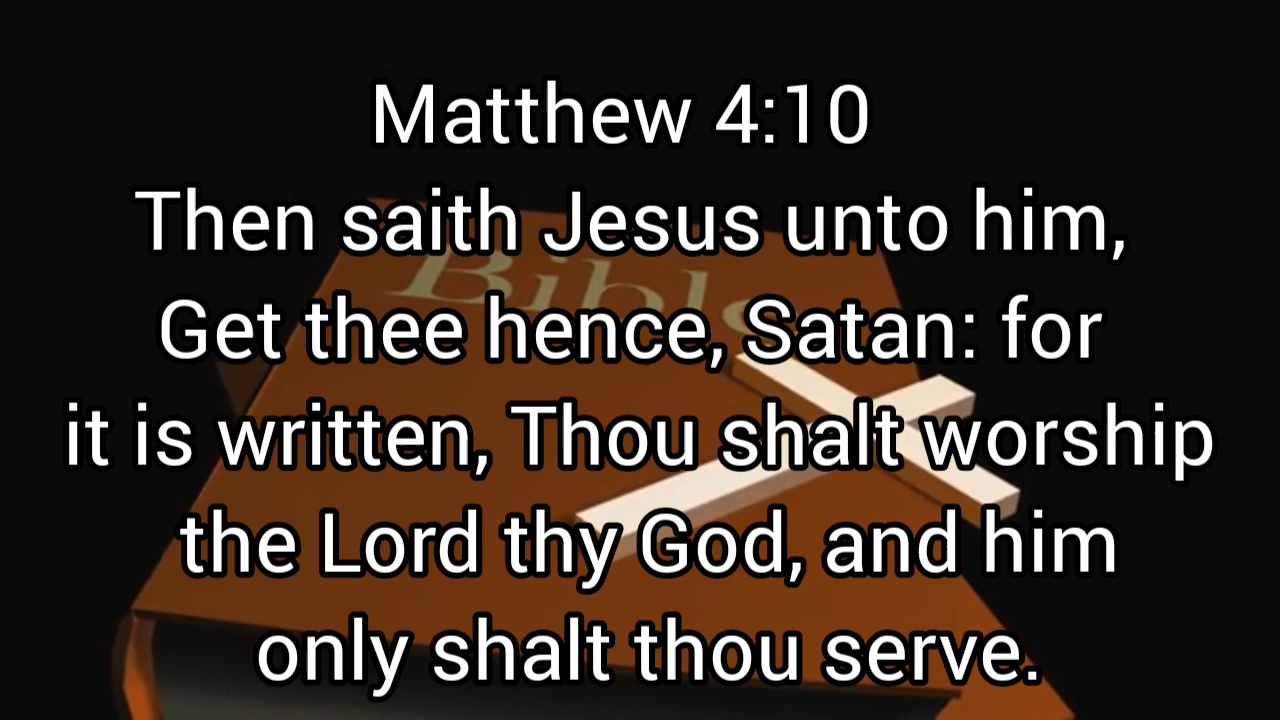 Matthew 4:10
Then saith Jesus unto him,
Bible
Get thee hence, Satan: for
it is written, Thou shalt worship
the Lord thy God, and him
only shalt thou serve.